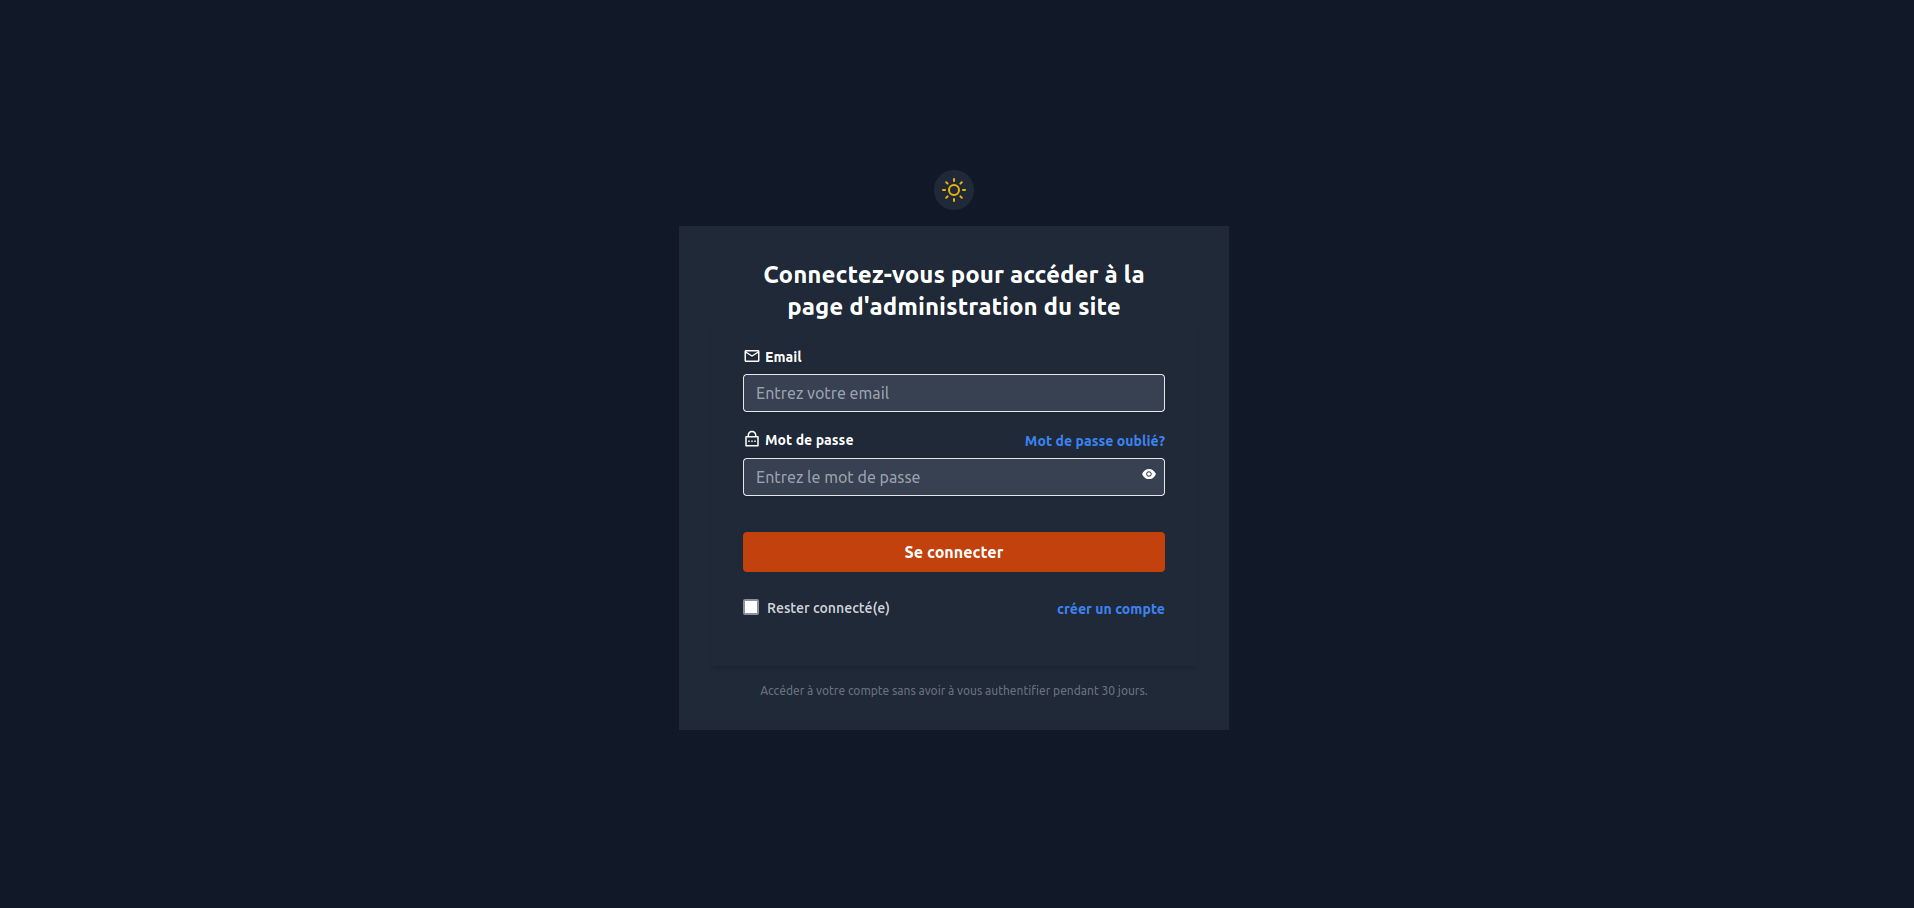 Connectez-vous pour accéder à la
page d'administration du site
Email
Entrez votre email
Mot de passe
Mot de passe oublié?
Entrez le mot de passe
Se connecter
Rester connecté(e)
créer un compte
Accéder à votre compte sans avoir à vous authentifier pendant 30 jours.